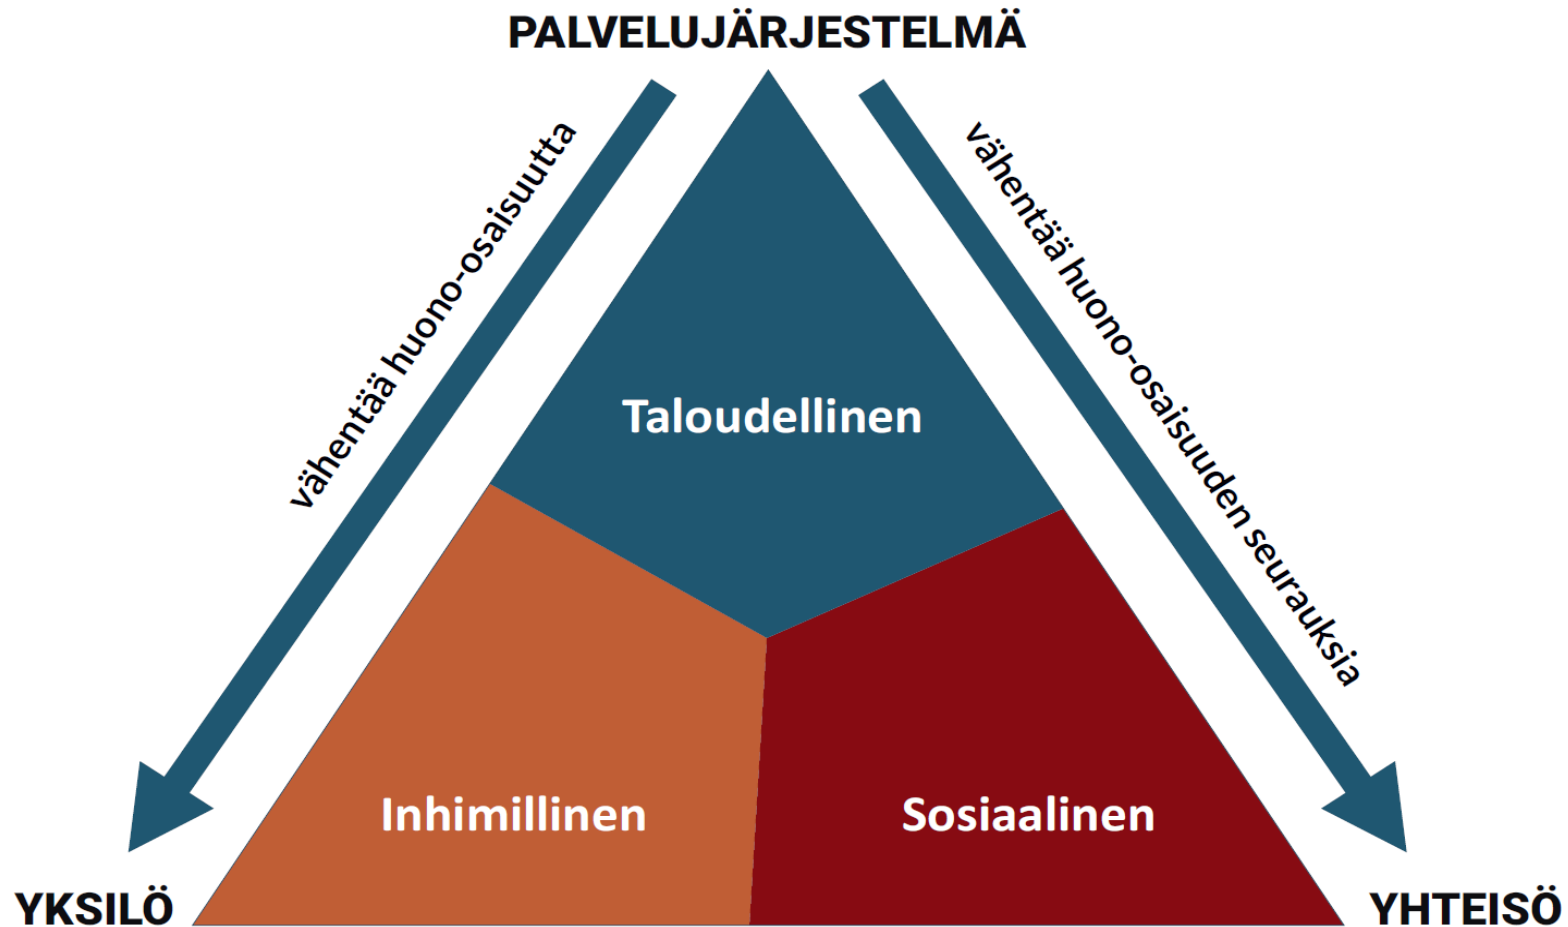 PALVELUJÄRJESTELMÄ
vähentää huono-osaisuutta
vähentää huono-osaisuuden seurauksia
Taloudellinen
Inhimillinen
Sosiaalinen
YKSILÖ
YHTEISÖ